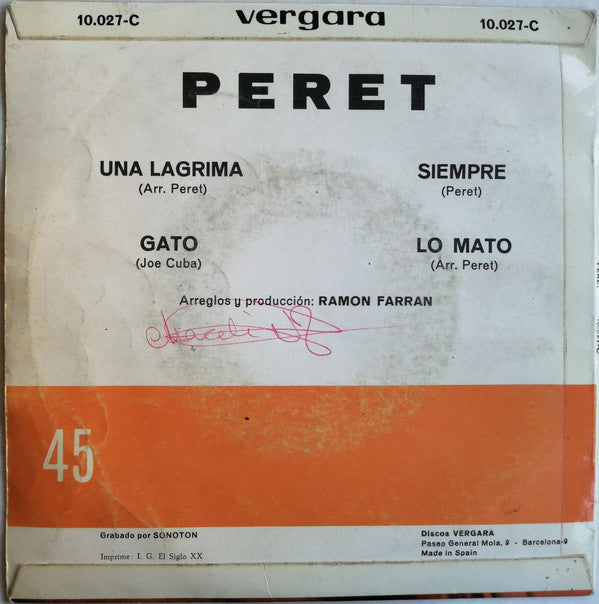 10.027-C vergara 10.027-C
PERET
UNA LAGRIMA
(Arr. Peret)
SIEMPRE
(Peret)
GATO
(Joe Cuba)
LO MATO
(Arr. Peret)
Arreglos y producción: RAMON FARRAN
45
Grabado por SONOTON
Imprime: I. G. El Siglo XX
Discos VERGARA
Paseo General Mola, 9 - Barcelona-9
Made in Spain